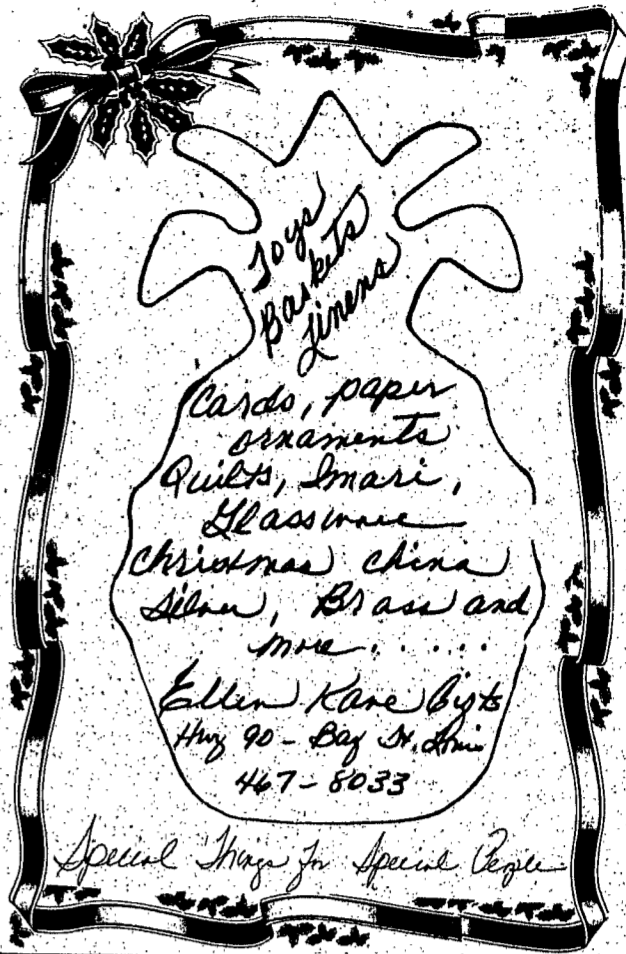 Toys
Baskets
Linens
Cards, paper
ornaments
Quilts, Imari,
Glassware
Christmas china
Silver, Brass and
more......
Ellen Kane Gifts
Hwy 90 - Bay St. Louis
467-8033
Special Things for Special People